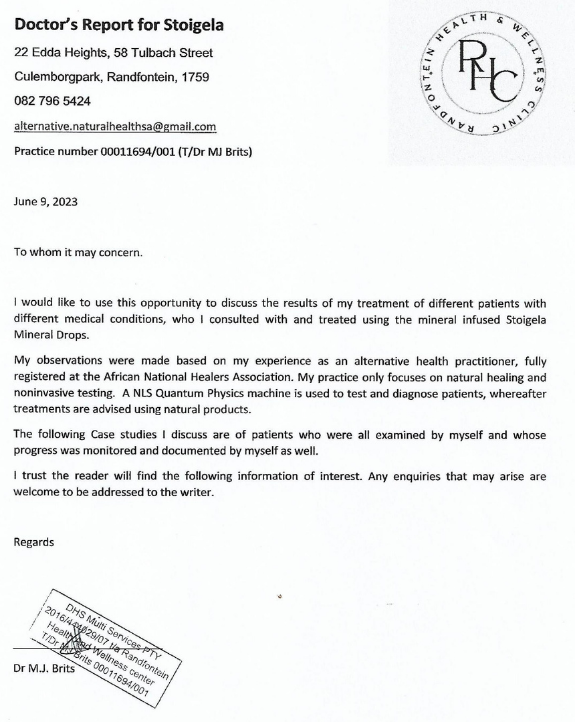 Doctor's Report for Stoigela
22 Edda Heights, 58 Tulbach Street
Culemborgpark, Randfontein, 1759
082 796 5424
alternative.naturalhealthsa@gmail.com
Practice number 00011694/001 (T/Dr MJ Brits)
RANDFONTEIN HEALTH & WELLNESS CLINIC
RHC
June 9, 2023
To whom it may concern.
I would like to use this opportunity to discuss the results of my treatment of different patients with
different medical conditions, who I consulted with and treated using the mineral infused Stoigela
Mineral Drops.
My observations were made based on my experience as an alternative health practitioner, fully
registered at the African National Healers Association. My practice only focuses on natural healing and
noninvasive testing. A NLS Quantum Physics machine is used to test and diagnose patients, whereafter
treatments are advised using natural products.
The following Case studies I discuss are of patients who were all examined by myself and whose
progress was monitored and documented by myself as well.
I trust the reader will find the following information of interest. Any enquiries that may arise are
welcome to be addressed to the writer.
Regards
DHS Multi Services PTY
t/a Randfontein
Health and Wellness center
T/Dr MJ Brits 00011694/001
Dr M.J. Brits